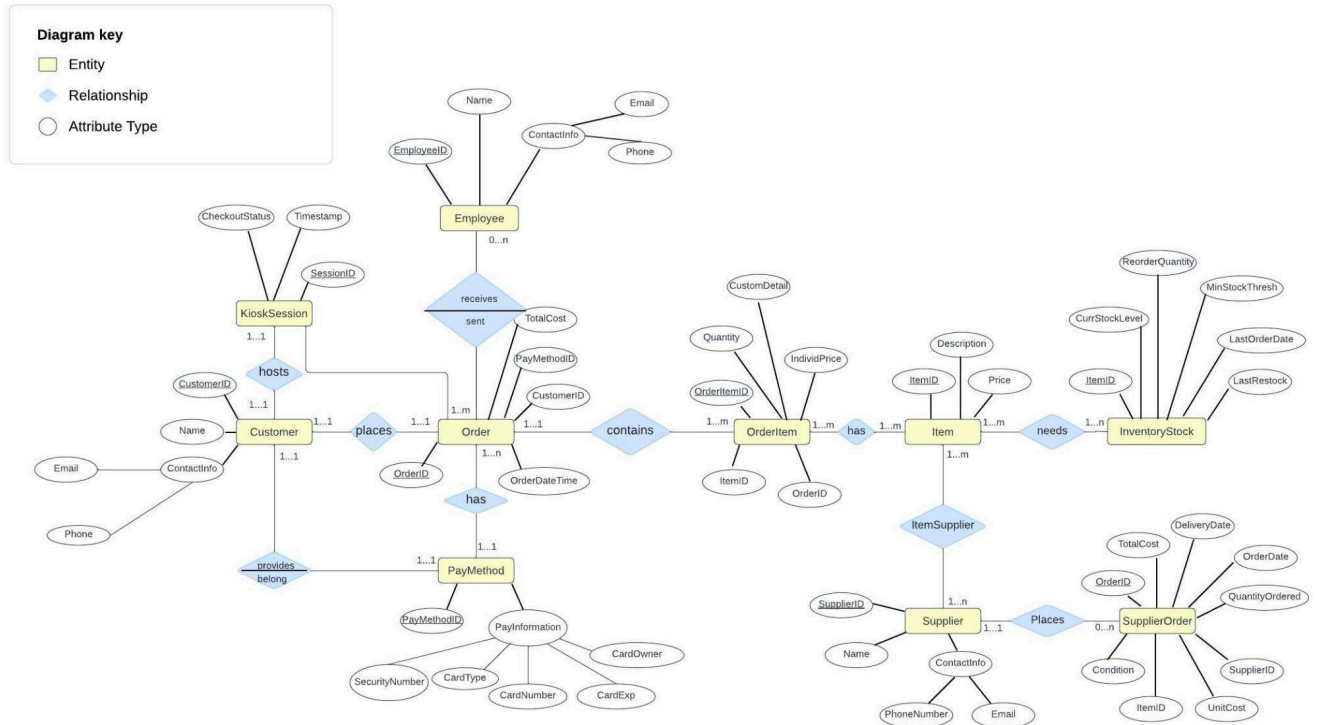 Diagram key
Entity
Relationship
Attribute Type
Name
Email
ContactInfo
EmployeeID
Phone
Employee
0...n
CheckoutStatus
Timestamp
SessionID
KioskSession
1...1
receives
sent
hosts
1...1
TotalCost
PayMethodID
CustomerID
CustomerID
Name
Customer
1...1
places
1...1
1...m
Order
1...1
1...n
contains
1...m
ContactInfo
Email
Phone
1...1
OrderID
OrderDateTime
has
1...1
provides
belong
1...1
PayMethod
PayMethodID
PayInformation
SecurityNumber
CardType
CardNumber
CardExp
CardOwner
CustomDetail
Quantity
IndividPrice
OrderItemID
OrderItem
1...m
has
1...m
ItemID
OrderID
Description
ItemID
Price
Item
1...m
needs
1...n
ReorderQuantity
MinStockThresh
CurrStockLevel
LastOrderDate
ItemID
LastRestock
InventoryStock
1...m
ItemSupplier
1...n
SupplierID
Supplier
1...1
Name
ContactInfo
PhoneNumber
Email
Places
0...n
DeliveryDate
TotalCost
OrderDate
OrderID
QuantityOrdered
SupplierOrder
Condition
SupplierID
ItemID
UnitCost